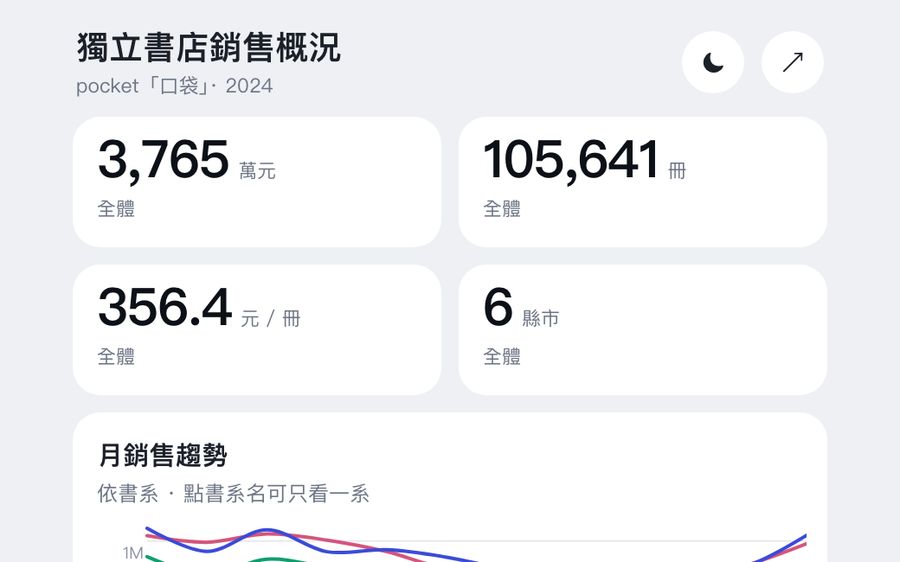 獨立書店銷售概況
pocket「口袋」· 2024
3,765 萬元
全體
105,641 冊
全體
356.4 元 / 冊
全體
6 縣市
全體
月銷售趨勢
依書系 · 點書系名可只看一系
1M